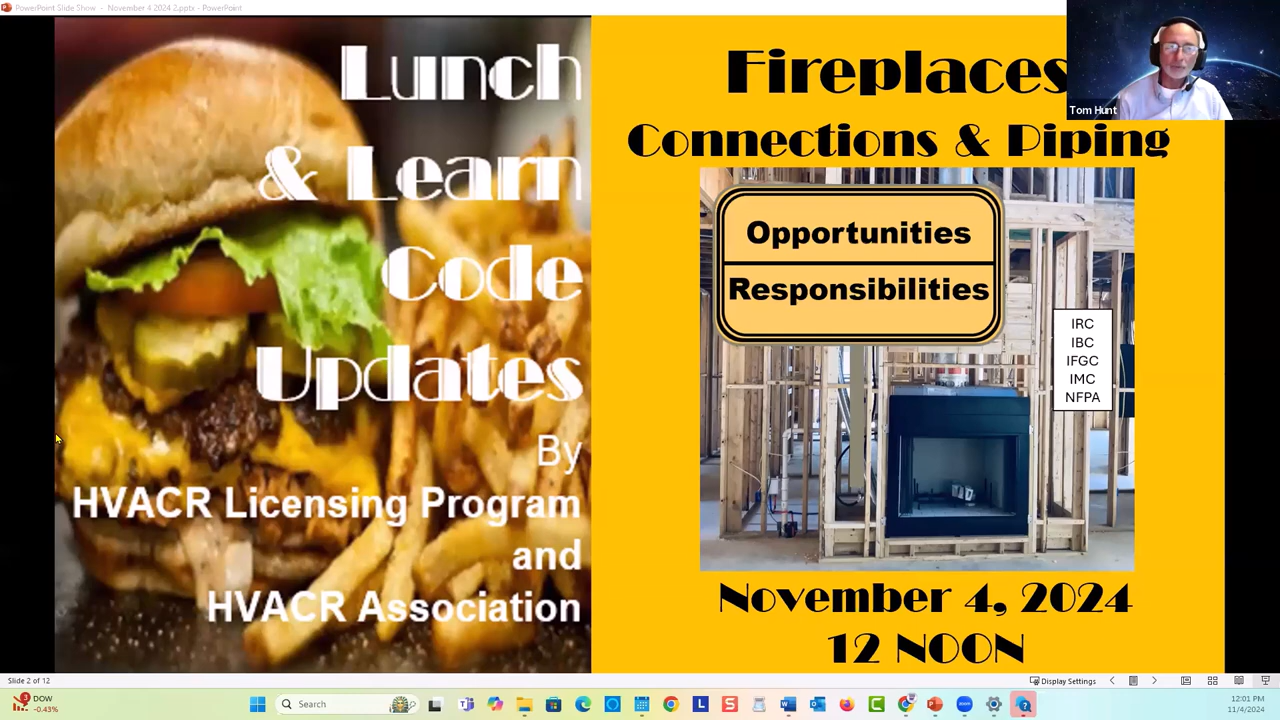 PowerPoint Slide Show - November 4 2024 2.pptx - PowerPoint
Lunch
& Learn
Code
Updates
By
HVACR Licensing Program
and
HVACR Association
Fireplaces
Connections & Piping
Opportunities
Responsibilities
IRC
IBC
IFGC
IMC
NFPA
November 4, 2024
12 NOON
Tom Hunt
Slide 2 of 12
Display Settings
3
DOW
-0.43%
Search
L
S
12:01 PM
11/4/2024